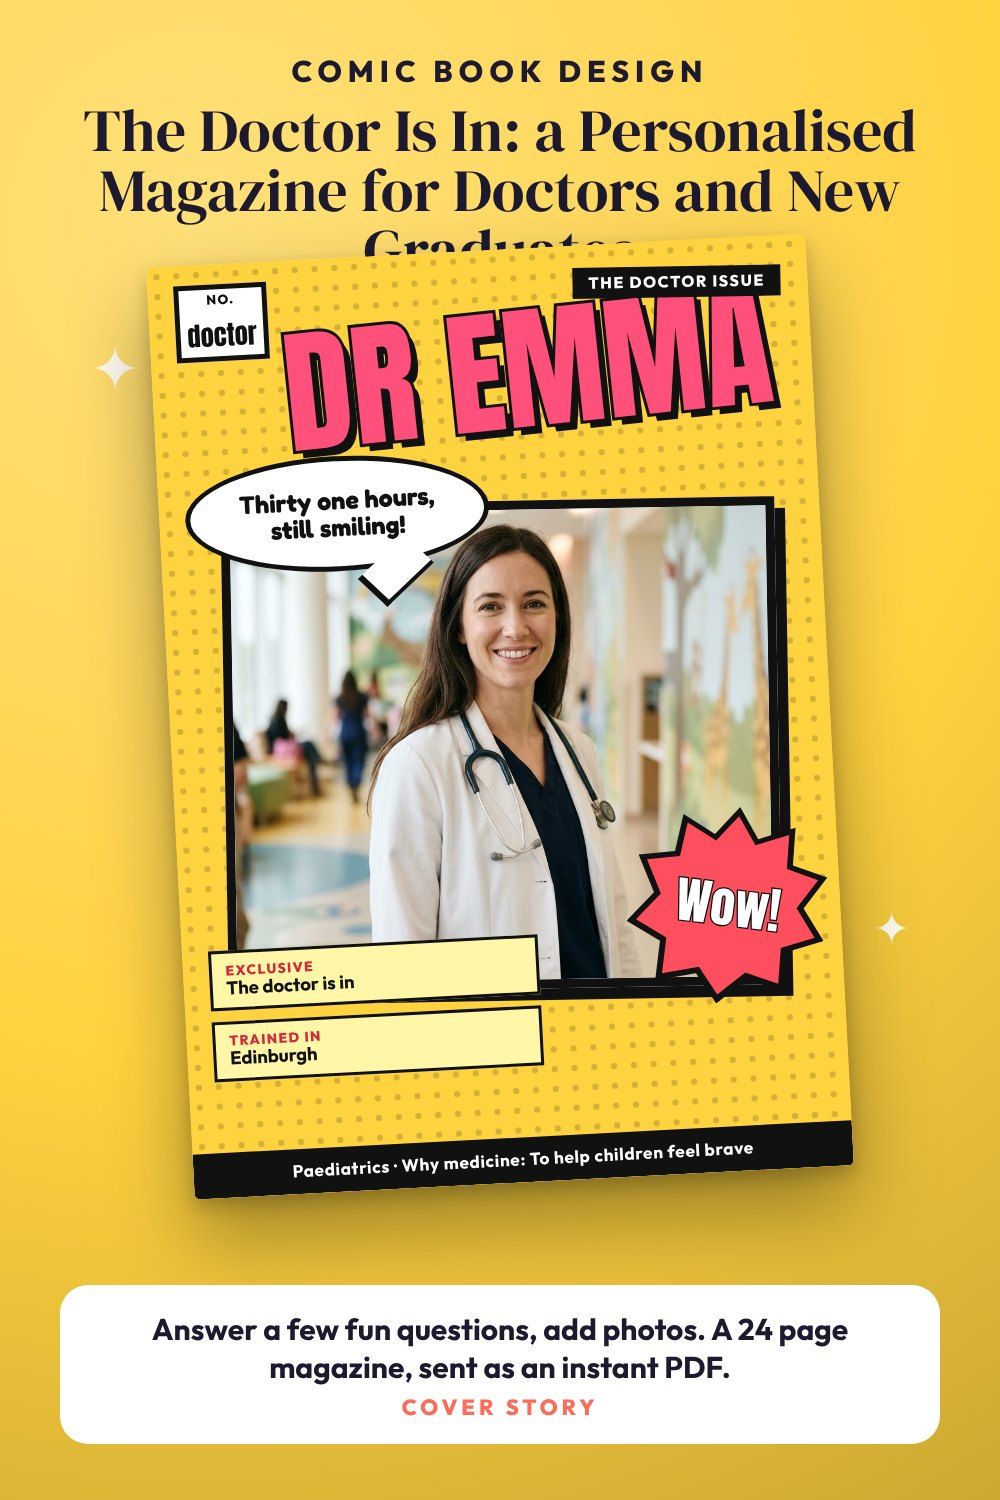 COMIC BOOK DESIGN
The Doctor Is In: a Personalised
Magazine for Doctors and New
Graduates
THE DOCTOR ISSUE
NO.
doctor
DR EMMA
Thirty one hours,
still smiling!
Wow!
EXCLUSIVE
The doctor is in
TRAINED IN
Edinburgh
Paediatrics · Why medicine: To help children feel brave
Answer a few fun questions, add photos. A 24 page
magazine, sent as an instant PDF.
COVER STORY